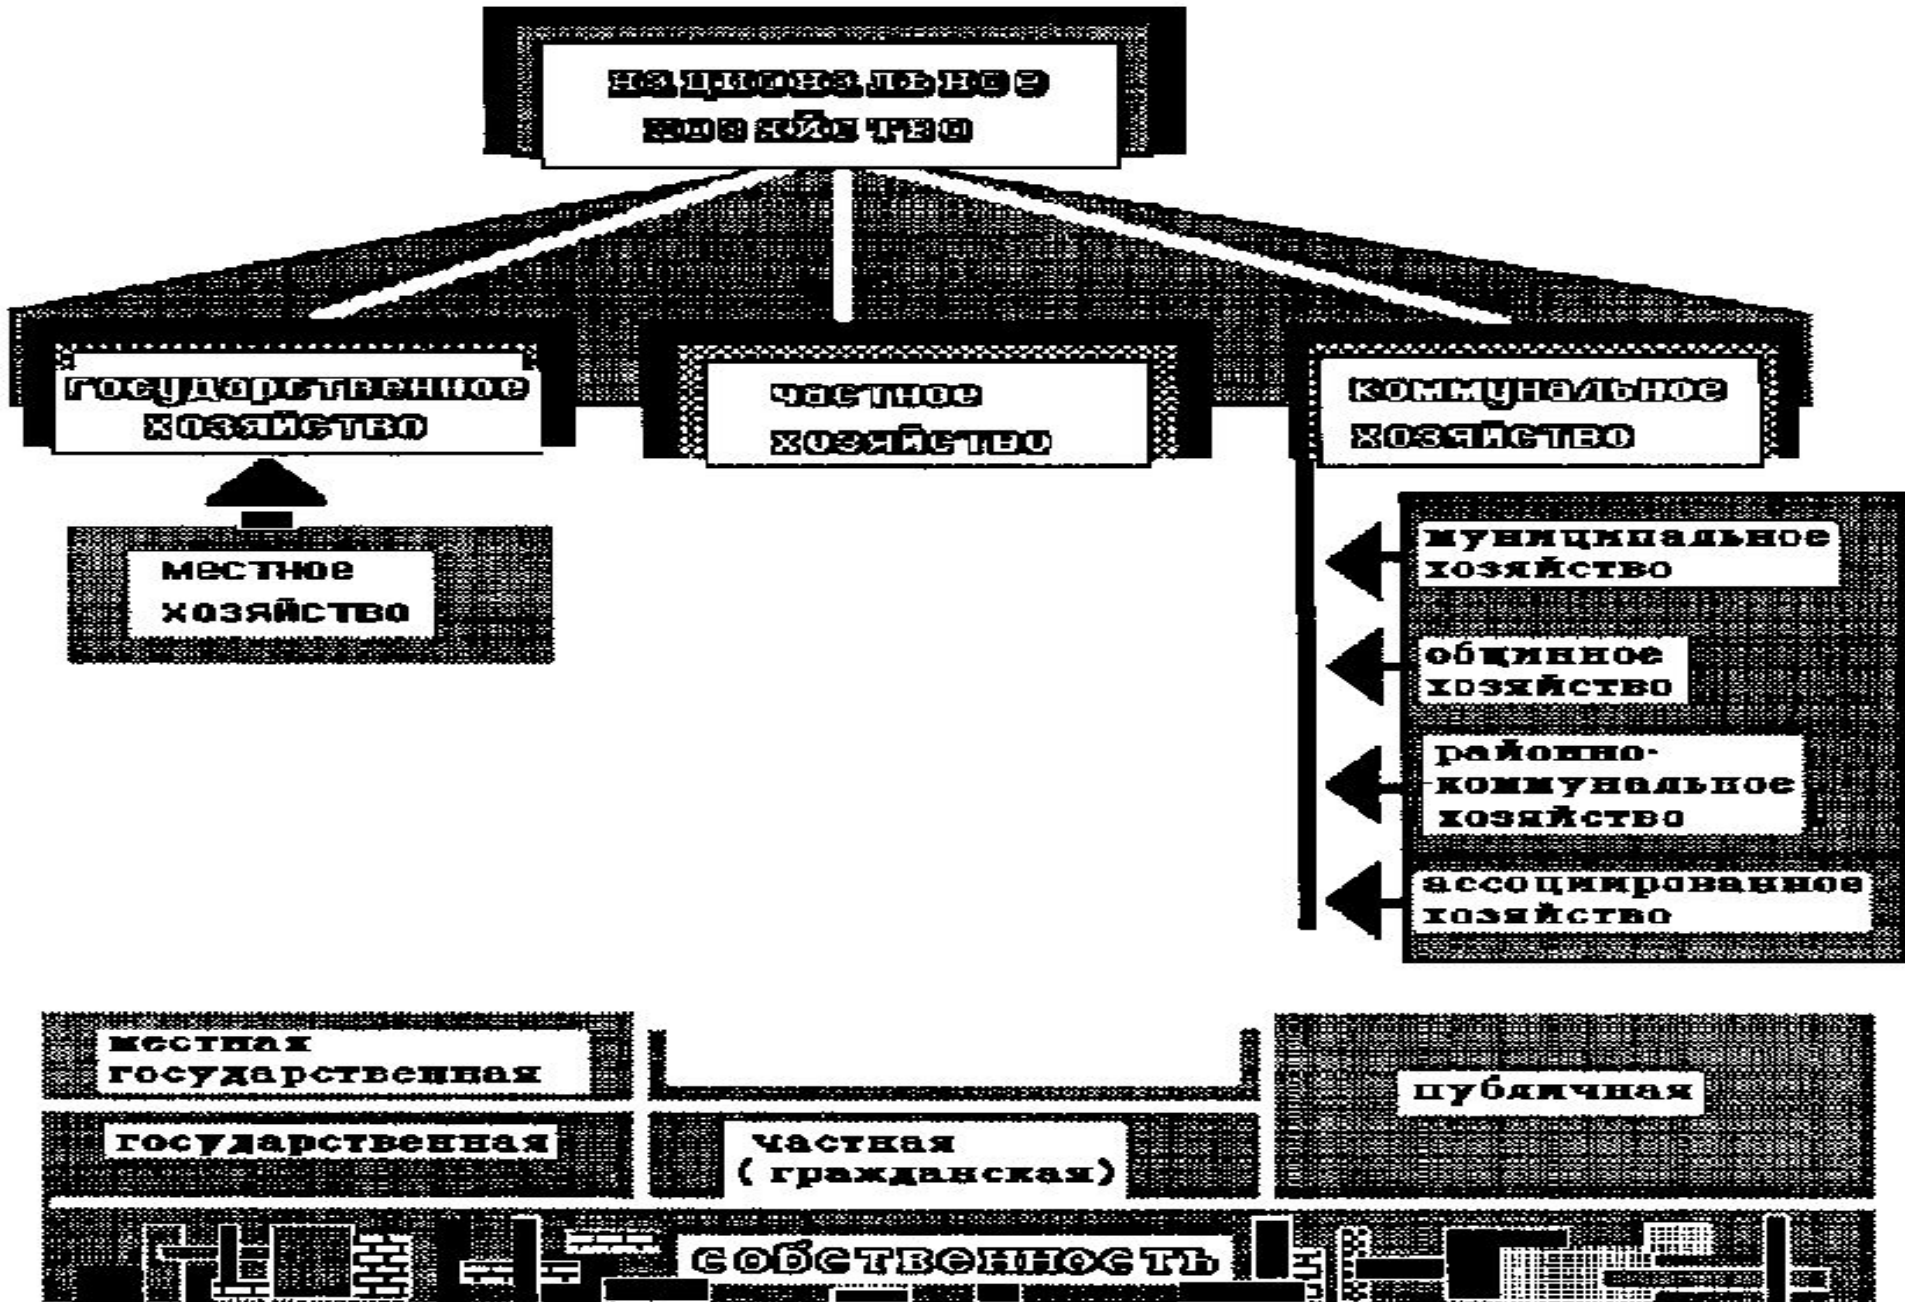 национальное
хозяйство
государственное
хозяйство
частное
хозяйство
коммунальное
хозяйство
местное
хозяйство
муниципальное
хозяйство
общинное
хозяйство
районно-
коммунальное
хозяйство
ассоциированное
хозяйство
местная
государственная
государственная
частная
(гражданская)
публичная
собственность